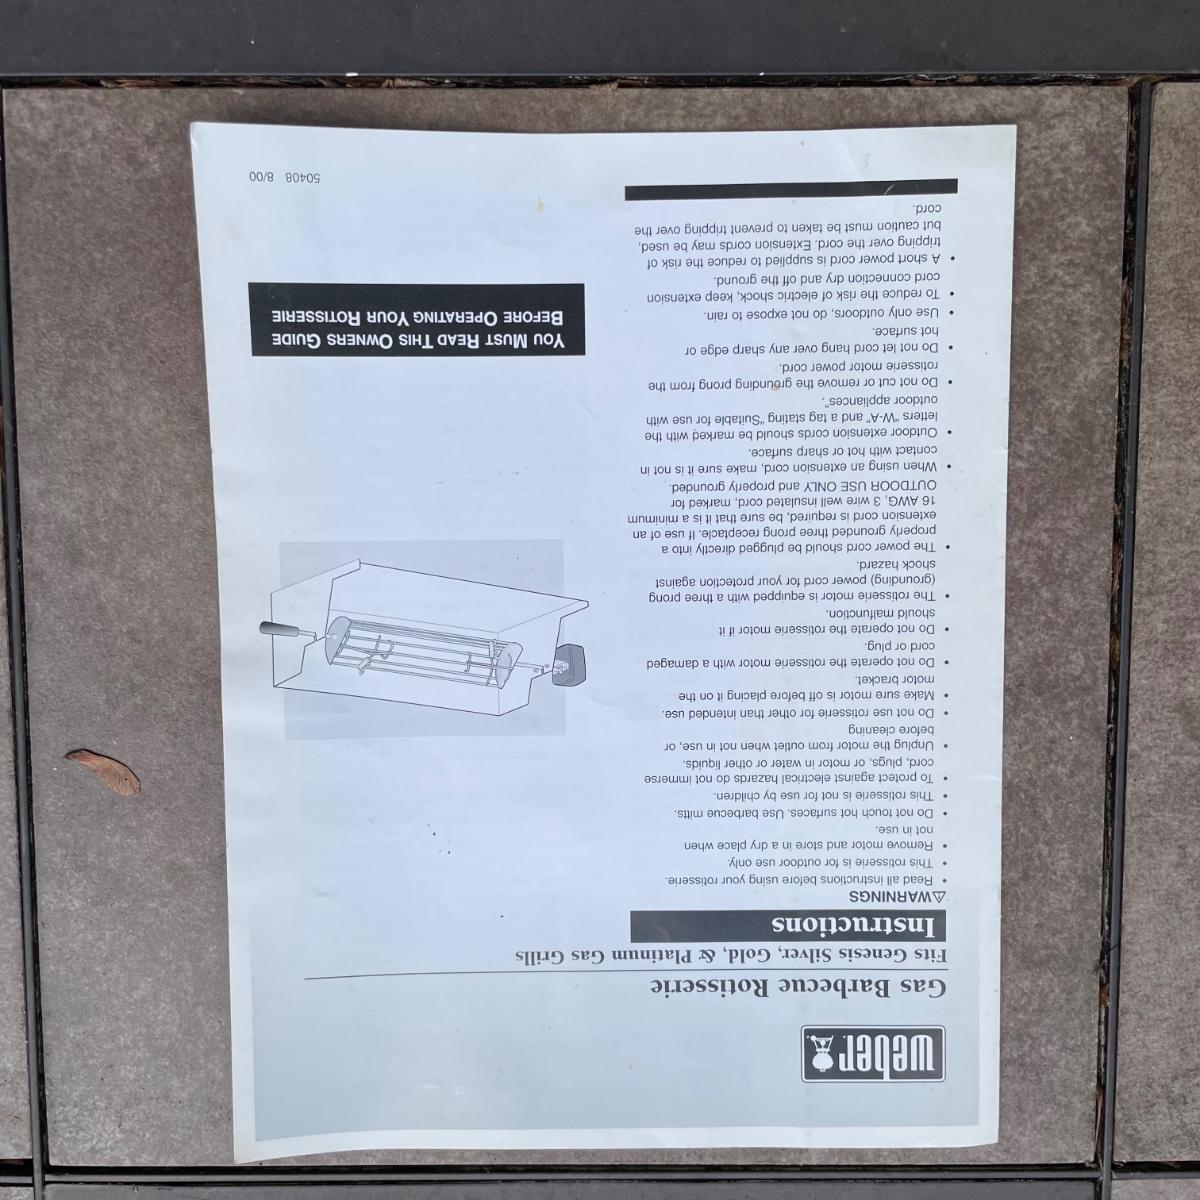 weber
Gas Barbecue Rotisserie
Fits Genesis Silver, Gold, & Platinum Gas Grills
Instructions
⚠WARNINGS
• Read all instructions before using your rotisserie.
• This rotisserie is for outdoor use only.
• Remove motor and store in a dry place when
not in use.
• Do not touch hot surfaces. Use barbecue mitts.
• This rotisserie is not for use by children.
• To protect against electrical hazards do not immerse
cord, plugs, or motor in water or other liquids.
• Unplug the motor from outlet when not in use, or
before cleaning
• Do not use rotisserie for other than intended use.
• Make sure motor is off before placing it on the
motor bracket.
• Do not operate the rotisserie motor with a damaged
cord or plug.
• Do not operate the rotisserie motor if it
should malfunction.
• The rotisserie motor is equipped with a three prong
(grounding) power cord for your protection against
shock hazard.
• The power cord should be plugged directly into a
properly grounded three prong receptacle. If use of an
extension cord is required, be sure that it is a minimum
16 AWG, 3 wire well insulated cord, marked for
OUTDOOR USE ONLY and properly grounded.
• When using an extension cord, make sure it is not in
contact with hot or sharp surface.
• Outdoor extension cords should be marked with the
letters "W-A" and a tag stating "Suitable for use with
outdoor appliances".
• Do not cut or remove the grounding prong from the
rotisserie motor power cord.
• Do not let cord hang over any sharp edge or
hot surface.
• Use only outdoors, do not expose to rain.
• To reduce the risk of electric shock, keep extension
cord connection dry and off the ground.
• A short power cord is supplied to reduce the risk of
tripping over the cord. Extension cords may be used,
but caution must be taken to prevent tripping over the
cord.
YOU MUST READ THIS OWNERS GUIDE
BEFORE OPERATING YOUR ROTISSERIE
50408 8/00